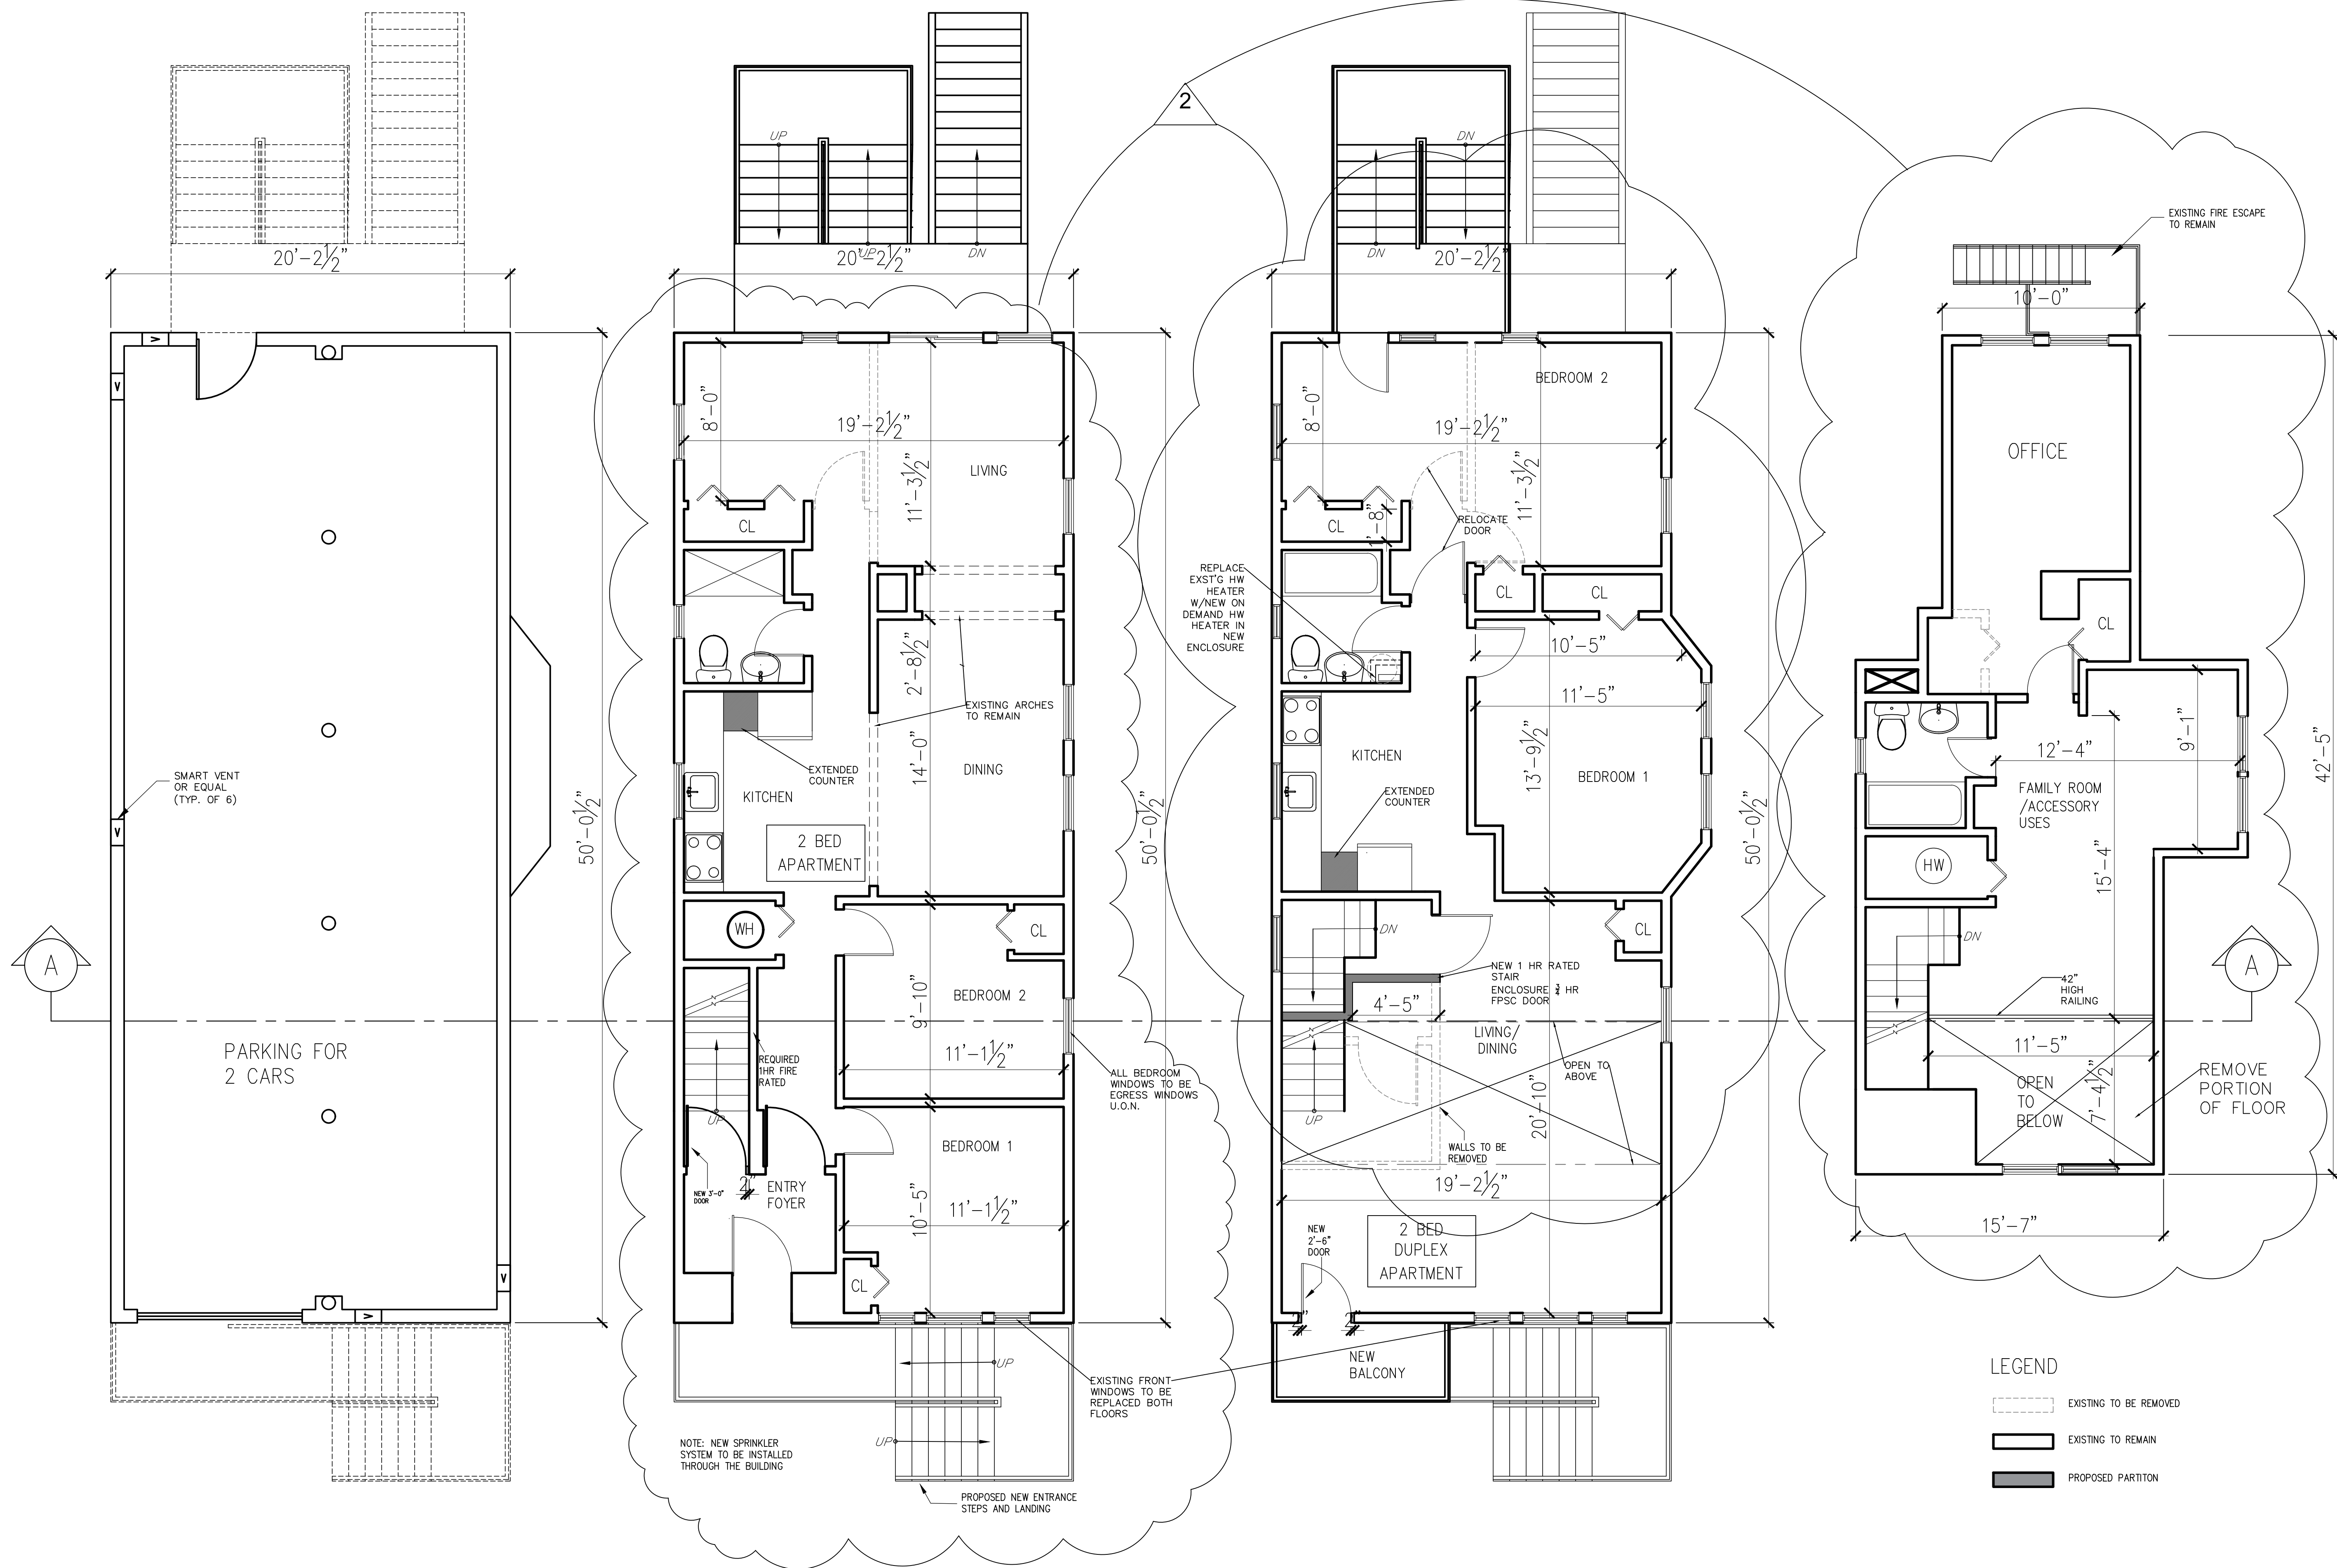 20'-2½"
V
V
SMART VENT
OR EQUAL
(TYP. OF 6)
V
50'-0½"
A
PARKING FOR
2 CARS
V
V
UP
UP
DN
20'-2½"
8'-0"
19'-2½"
11'-3½"
LIVING
CL
2'-8½"
EXISTING ARCHES
TO REMAIN
14'-0"
DINING
EXTENDED
COUNTER
KITCHEN
2 BED
APARTMENT
50'-0½"
WH
CL
BEDROOM 2
9'-10"
11'-1½"
REQUIRED
1HR FIRE
RATED
ALL BEDROOM
WINDOWS TO BE
EGRESS WINDOWS
U.O.N.
UP
BEDROOM 1
NEW 3'-0"
DOOR
2"
ENTRY
FOYER
10'-5"
11'-1½"
CL
UP
UP
EXISTING FRONT
WINDOWS TO BE
REPLACED BOTH
FLOORS
NOTE: NEW SPRINKLER
SYSTEM TO BE INSTALLED
THROUGH THE BUILDING
PROPOSED NEW ENTRANCE
STEPS AND LANDING
2
DN
DN
20'-2½"
BEDROOM 2
8'-0"
19'-2½"
11'-3½"
CL
1'-8"
RELOCATE
DOOR
REPLACE
EXST'G HW
HEATER
W/NEW ON
DEMAND HW
HEATER IN
NEW
ENCLOSURE
CL
CL
10'-5"
11'-5"
13'-9½"
BEDROOM 1
KITCHEN
EXTENDED
COUNTER
50'-0½"
DN
CL
NEW 1 HR RATED
STAIR
ENCLOSURE ¾ HR
FPSC DOOR
4'-5"
LIVING/
DINING
OPEN TO
ABOVE
UP
20'-10"
WALLS TO BE
REMOVED
19'-2½"
NEW
2'-6"
DOOR
2 BED
DUPLEX
APARTMENT
2"
2"
NEW
BALCONY
EXISTING FIRE ESCAPE
TO REMAIN
10'-0"
OFFICE
CL
9'-1"
12'-4"
42'-5"
FAMILY ROOM
/ACCESSORY
USES
HW
15'-4"
DN
42"
HIGH
RAILING
A
11'-5"
OPEN
TO
BELOW
7'-4½"
REMOVE
PORTION
OF FLOOR
15'-7"
LEGEND
EXISTING TO BE REMOVED
EXISTING TO REMAIN
PROPOSED PARTITON